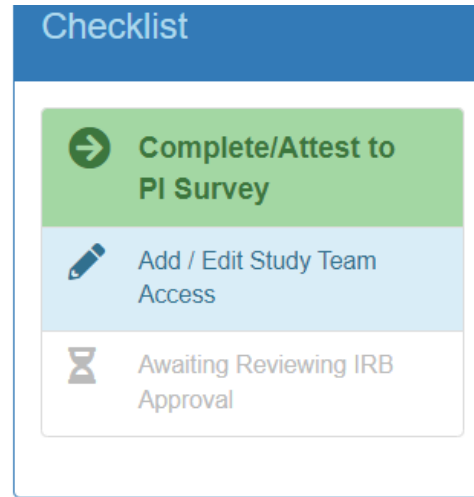 Checklist
Complete/Attest to
PI Survey
Add / Edit Study Team
Access
Awaiting Reviewing IRB
Approval